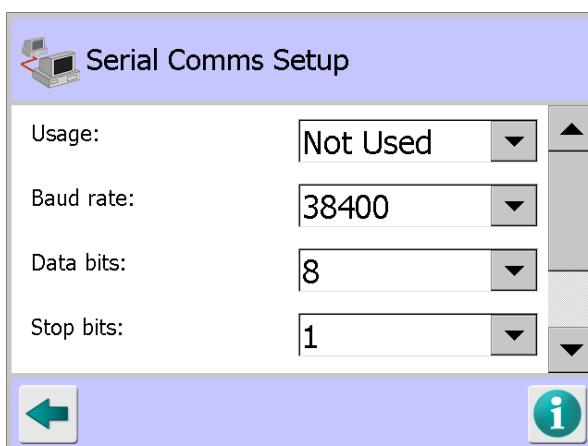 Serial Comms Setup
Usage: Not Used
Baud rate: 38400
Data bits: 8
Stop bits: 1
i